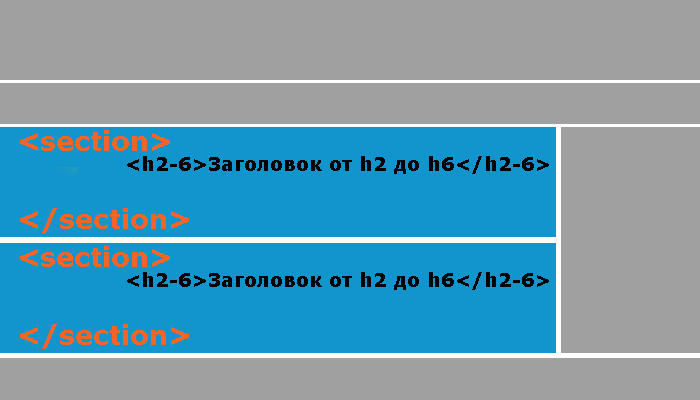 <section>
<h2-6>Заголовок от h2 до h6</h2-6>
</section>
<section>
<h2-6>Заголовок от h2 до h6</h2-6>
</section>